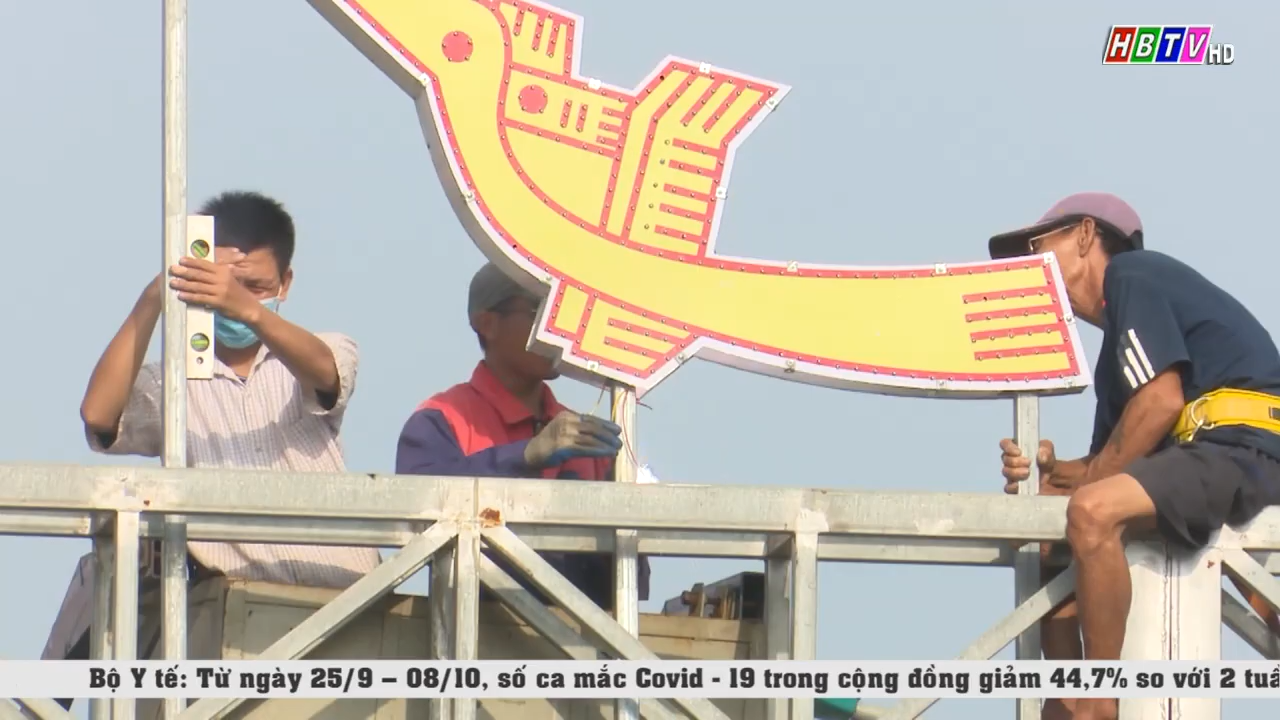 HBTV HD
Bộ Y tế: Từ ngày 25/9 – 08/10, số ca mắc Covid - 19 trong cộng đồng giảm 44,7% so với 2 tuầ